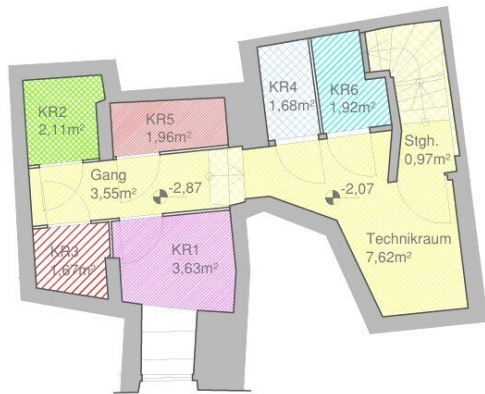 KR4
1,68m²
KR6
1,92m²
KR2
2,11m²
KR5
1,96m²
Stgh.
0,97m²
Gang
3,55m²
-2,87
-2,07
KR3
1,67m²
KR1
3,63m²
Technikraum
7,62m²